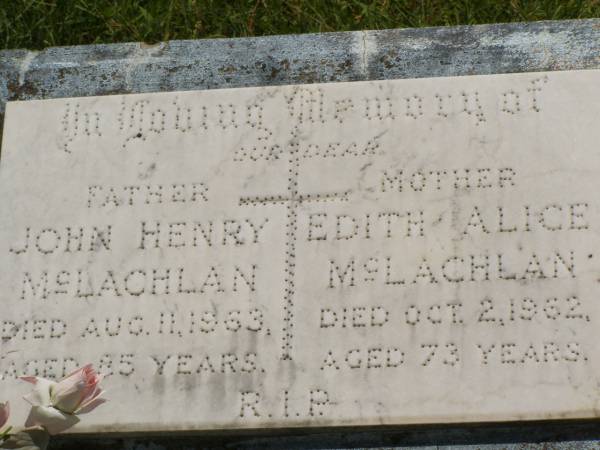 In Loving Memory of
our dear
FATHER
JOHN HENRY
McLACHLAN
DIED AUG. 11, 1963,
AGED YEARS.
MOTHER
EDITH ALICE
McLACHLAN
DIED OCT. 2, 1962,
AGED 73 YEARS.
R.I.P.